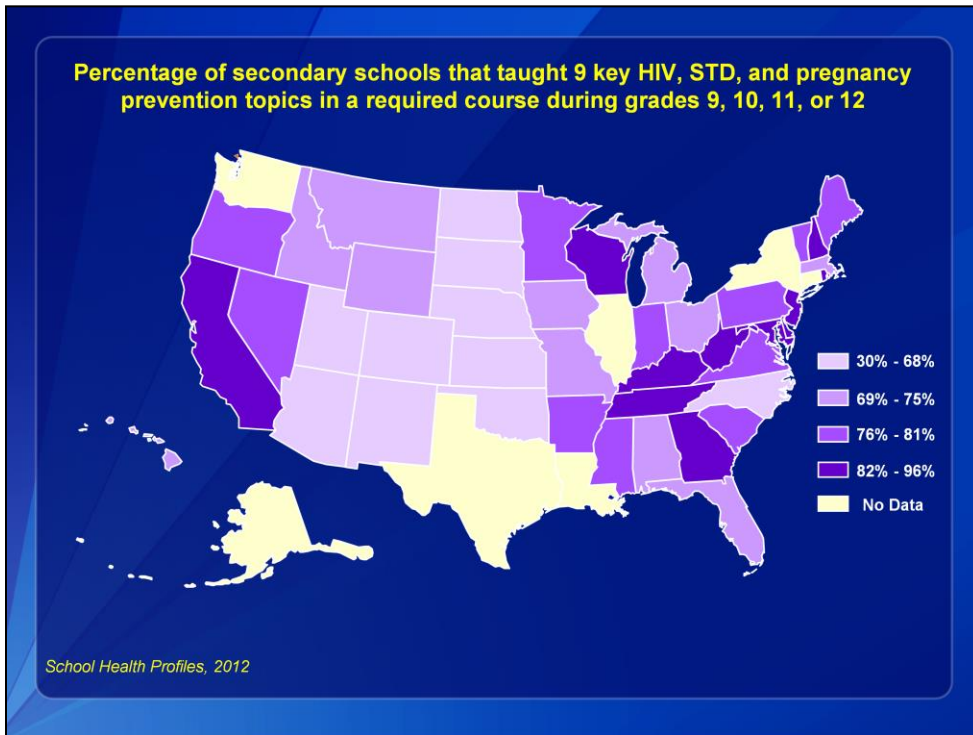 Percentage of secondary schools that taught 9 key HIV, STD, and pregnancy
prevention topics in a required course during grades 9, 10, 11, or 12
30% - 68%
69% - 75%
76% - 81%
82% - 96%
No Data
School Health Profiles, 2012